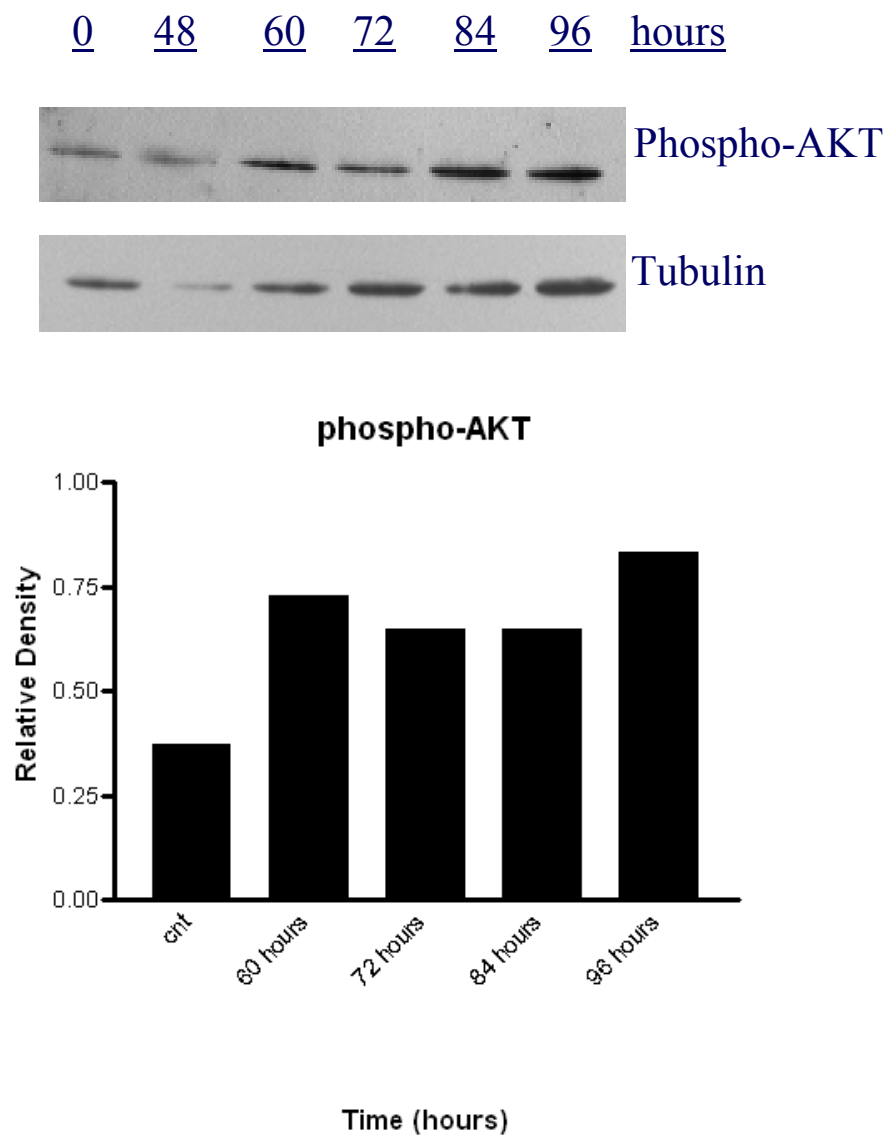 0 48 60 72 84 96 hours
Phospho-AKT
Tubulin
phospho-AKT
1.00
0.75
0.50
0.25
0.00
Relative Density
cnt 60 hours 72 hours 84 hours 96 hours
Time (hours)